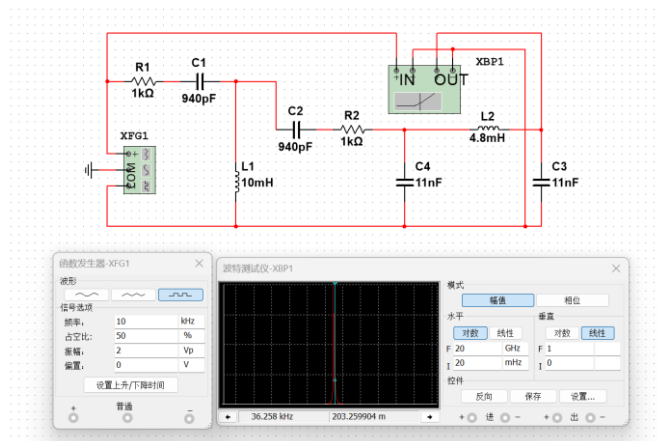 R1
1kΩ
C1
940pF
XBP1
IN OUT
C2
940pF
R2
1kΩ
L2
4.8mH
XFG1
COM
L1
10mH
C4
11nF
C3
11nF
函数发生器-XFG1
波形
信号选项
频率: 10 kHz
占空比: 50 %
振幅: 2 Vp
偏置: 0 V
设置上升/下降时间
+ 普通 -
波特测试仪-XBP1
36.258 kHz 203.259904 m
模式
幅值 相位
水平 垂直
对数 线性 对数 线性
F 20 GHz F 1
I 20 mHz I 0
控件
反向 保存 设置...
+ 进 - + 出 -